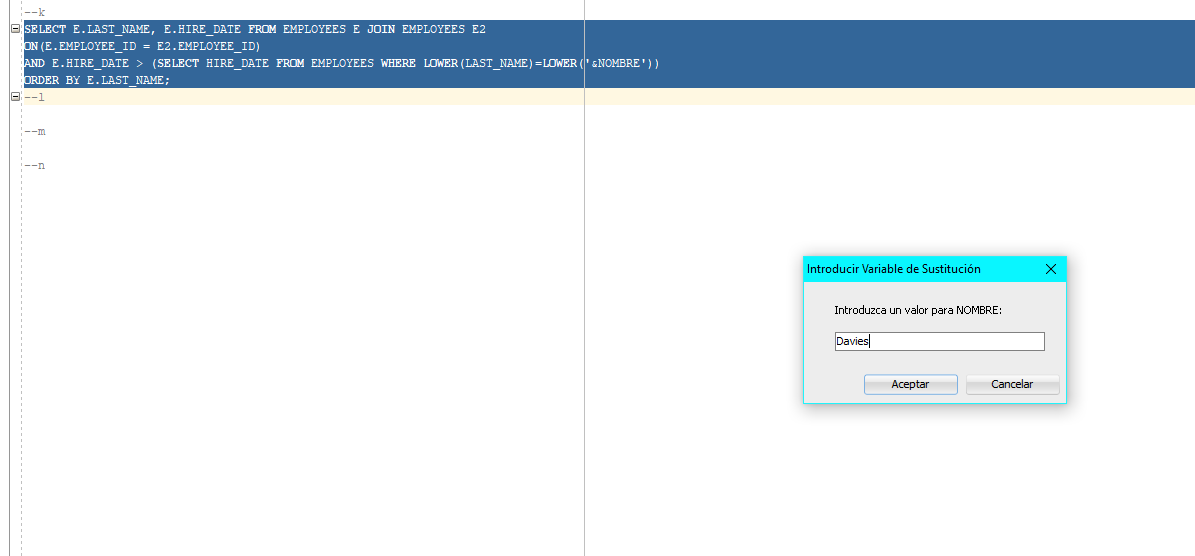 --k
SELECT E.LAST_NAME, E.HIRE_DATE FROM EMPLOYEES E JOIN EMPLOYEES E2
ON(E.EMPLOYEE_ID = E2.EMPLOYEE_ID)
AND E.HIRE_DATE > (SELECT HIRE_DATE FROM EMPLOYEES WHERE LOWER(LAST_NAME)=LOWER('&NOMBRE'))
ORDER BY E.LAST_NAME;
--l
--m
--n
Introducir Variable de Sustitución
Introduzca un valor para NOMBRE:
Davies
Aceptar Cancelar